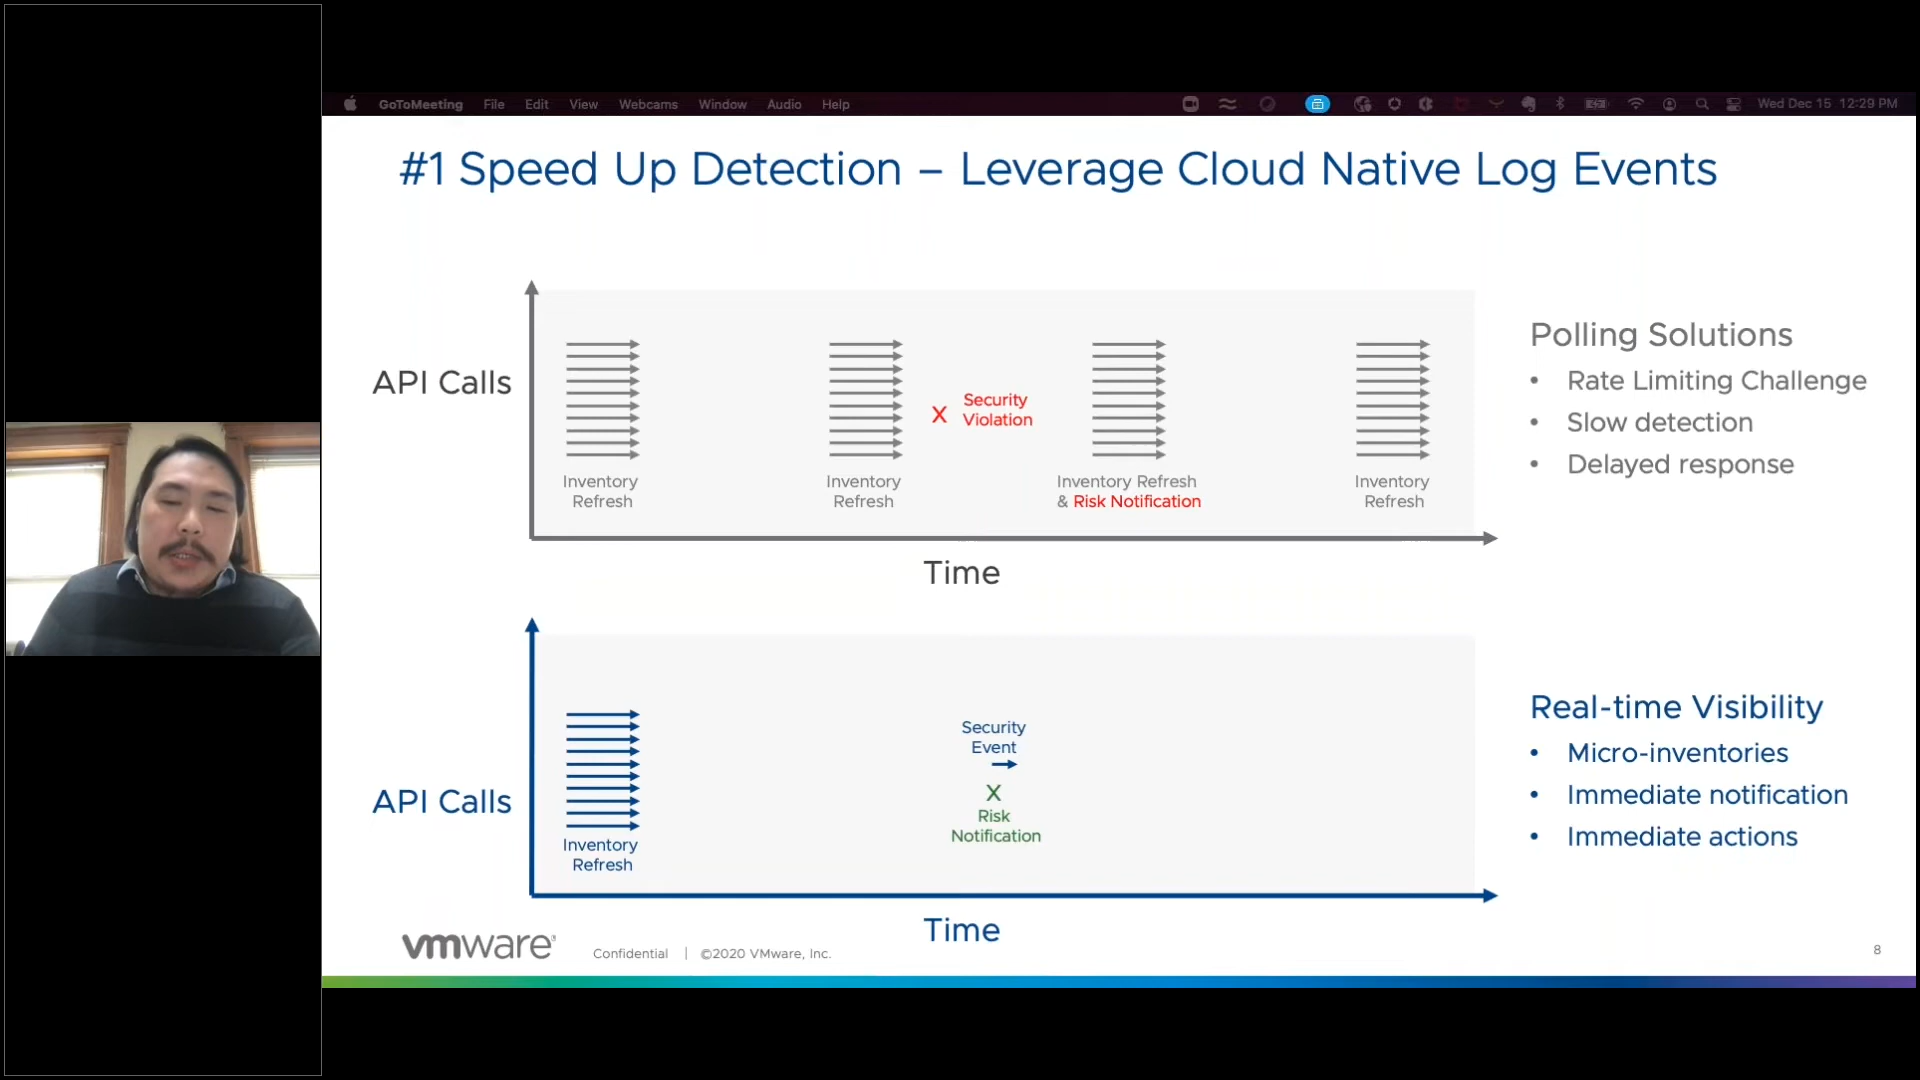 GoToMeeting File Edit View Webcams Window Audio Help Wed Dec 15 12:29 PM
#1 Speed Up Detection – Leverage Cloud Native Log Events
API Calls
Inventory
Refresh
Inventory
Refresh
X Security
Violation
Inventory Refresh
& Risk Notification
Inventory
Refresh
Time
Polling Solutions
• Rate Limiting Challenge
• Slow detection
• Delayed response
API Calls
Inventory
Refresh
Security
Event
X
Risk
Notification
Time
Real-time Visibility
• Micro-inventories
• Immediate notification
• Immediate actions
vmware® Confidential | ©2020 VMware, Inc. 8